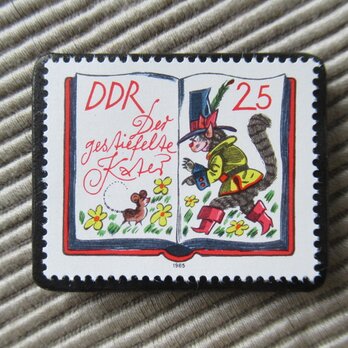 DDR 25
Der
gestiefelte
Kater
1985